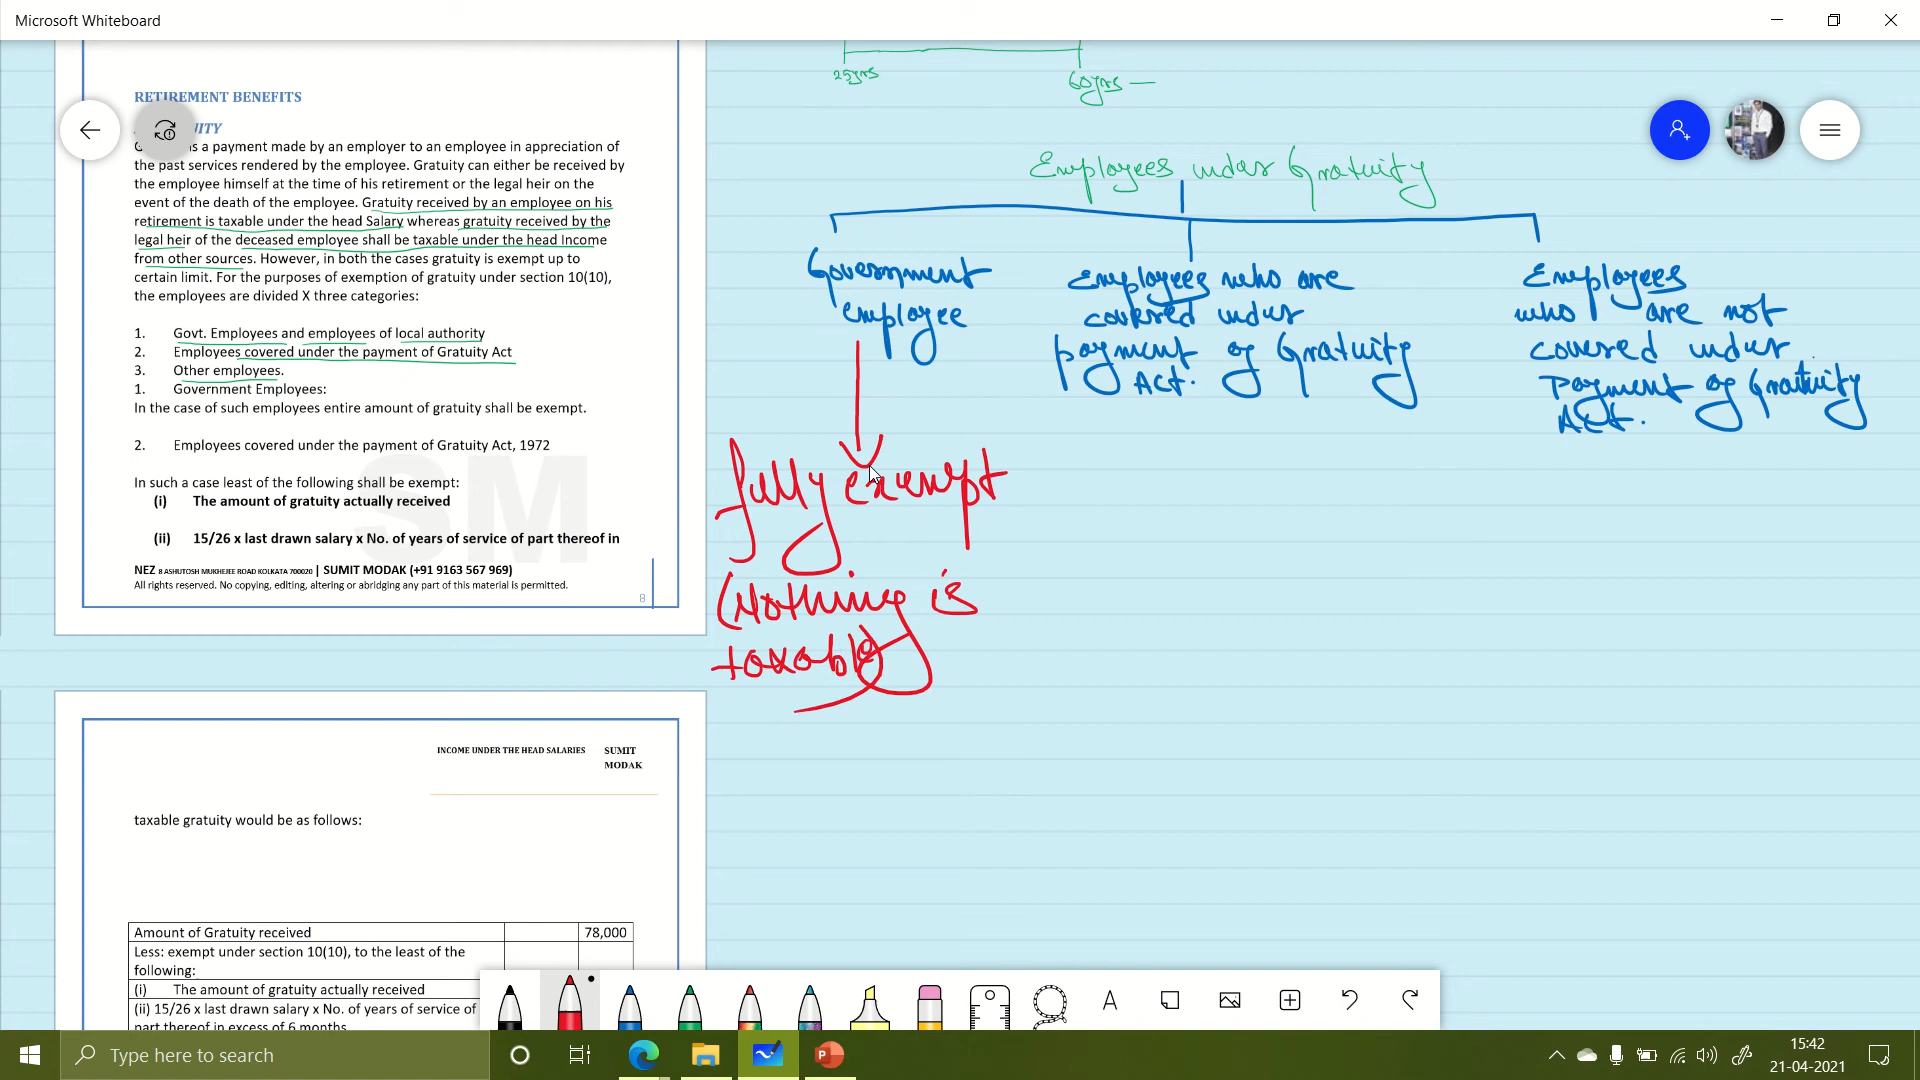 Microsoft Whiteboard
RETIREMENT BENEFITS
is a payment made by an employer to an employee in appreciation of
the past services rendered by the employee. Gratuity can either be received by
the employee himself at the time of his retirement or the legal heir on the
event of the death of the employee. Gratuity received by an employee on his
retirement is taxable under the head Salary whereas gratuity received by the
legal heir of the deceased employee shall be taxable under the head Income
from other sources. However, in both the cases gratuity is exempt up to
certain limit. For the purposes of exemption of gratuity under section 10(10),
the employees are divided X three categories:
1. Govt. Employees and employees of local authority
2. Employees covered under the payment of Gratuity Act
3. Other employees.
1. Government Employees:
In the case of such employees entire amount of gratuity shall be exempt.
2. Employees covered under the payment of Gratuity Act, 1972
In such a case least of the following shall be exempt:
(i) The amount of gratuity actually received
(ii) 15/26 x last drawn salary x No. of years of service of part thereof in
SM
NEZ 8 ASHUTOSH MUKHEJEE ROAD KOLKATA 700020 | SUMIT MODAK (+91 9163 567 969)
All rights reserved. No copying, editing, altering or abridging any part of this material is permitted.
8
INCOME UNDER THE HEAD SALARIES SUMIT
MODAK
taxable gratuity would be as follows:
Amount of Gratuity received 78,000
Less: exempt under section 10(10), to the least of the
following:
(i) The amount of gratuity actually received
(ii) 15/26 x last drawn salary x No. of years of service of
part thereof in excess of 6 months
25yrs 60yrs
Employees under Gratuity
Government
employee
Employees who are
covered under
payment of Gratuity
Act.
Employees
who are not
covered under
Payment of Gratuity
Act.
fully exempt
(Nothing is
taxable)
Type here to search
15:42
21-04-2021